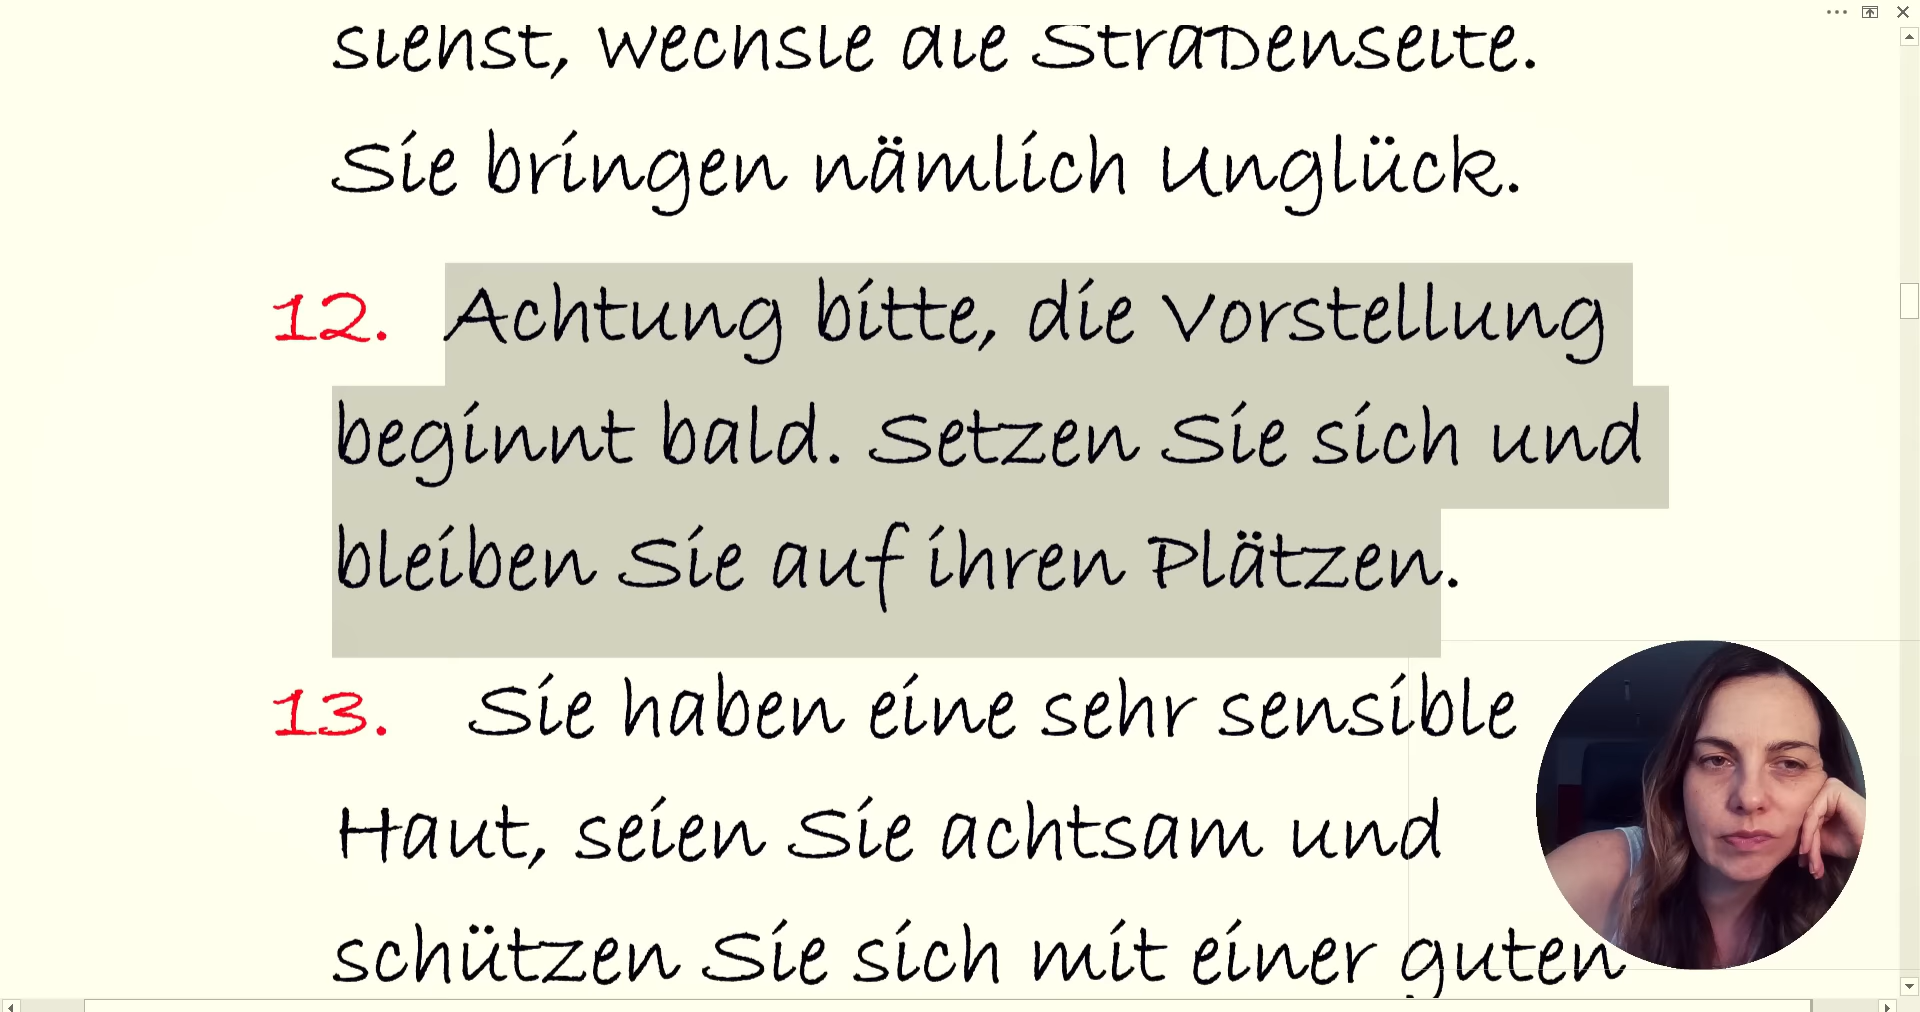 siehst, wechsle die Straßenseite.
Sie bringen nämlich Unglück.
12. Achtung bitte, die Vorstellung
beginnt bald. Setzen Sie sich und
bleiben Sie auf ihren Plätzen.
13. Sie haben eine sehr sensible
Haut, seien Sie achtsam und
schützen Sie sich mit einer guten